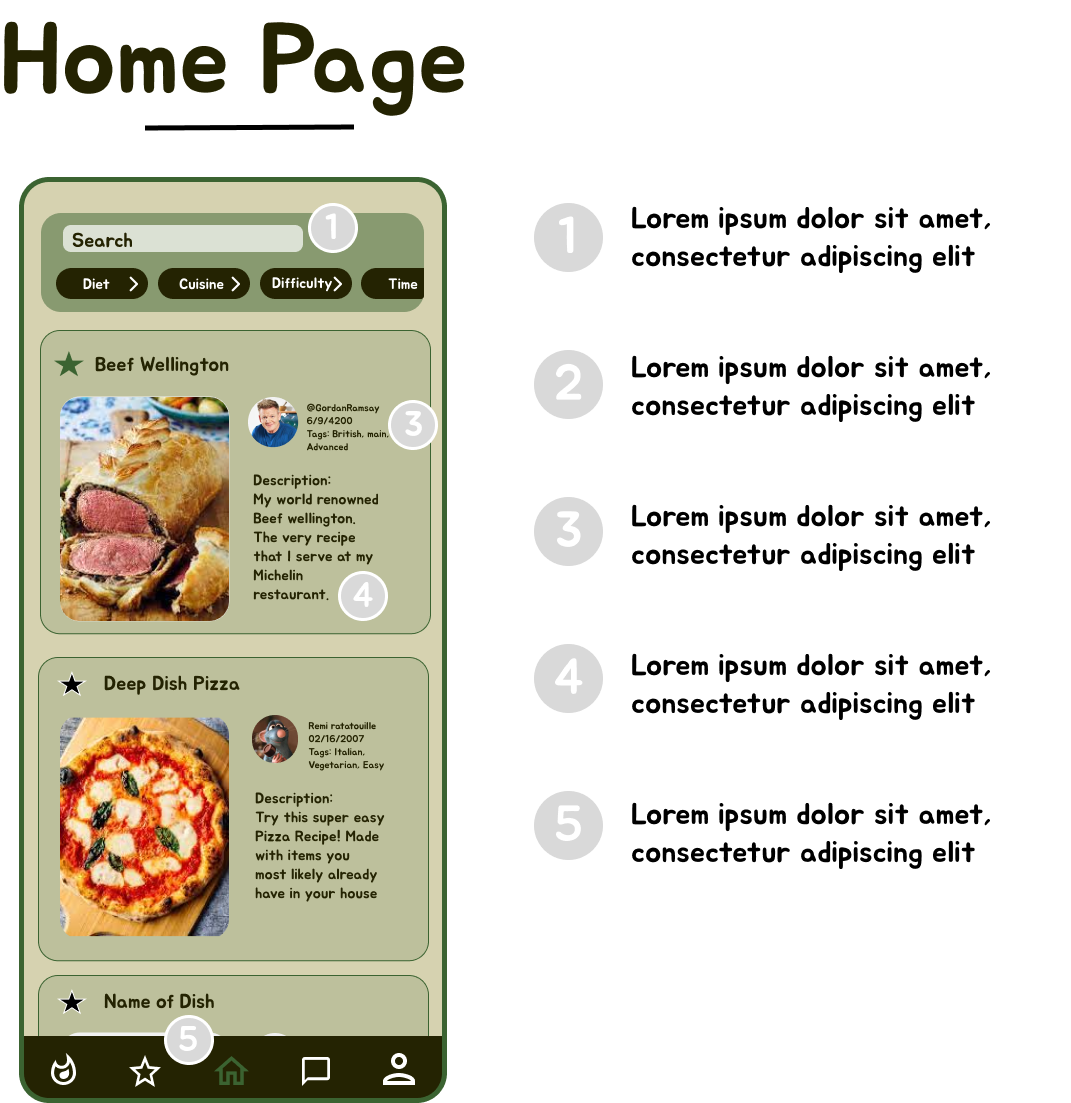 Home Page
Search
1
Diet
Cuisine
Difficulty
Time
Beef Wellington
@GordanRamsay
6/9/4200
Tags: British, main,
Advanced
3
Description:
My world renowned
Beef wellington.
The very recipe
that I serve at my
Michelin
restaurant.
4
Deep Dish Pizza
Remi ratatouille
02/16/2007
Tags: Italian,
Vegetarian, Easy
Description:
Try this super easy
Pizza Recipe! Made
with items you
most likely already
have in your house
Name of Dish
5
1
Lorem ipsum dolor sit amet,
consectetur adipiscing elit
2
Lorem ipsum dolor sit amet,
consectetur adipiscing elit
3
Lorem ipsum dolor sit amet,
consectetur adipiscing elit
4
Lorem ipsum dolor sit amet,
consectetur adipiscing elit
5
Lorem ipsum dolor sit amet,
consectetur adipiscing elit